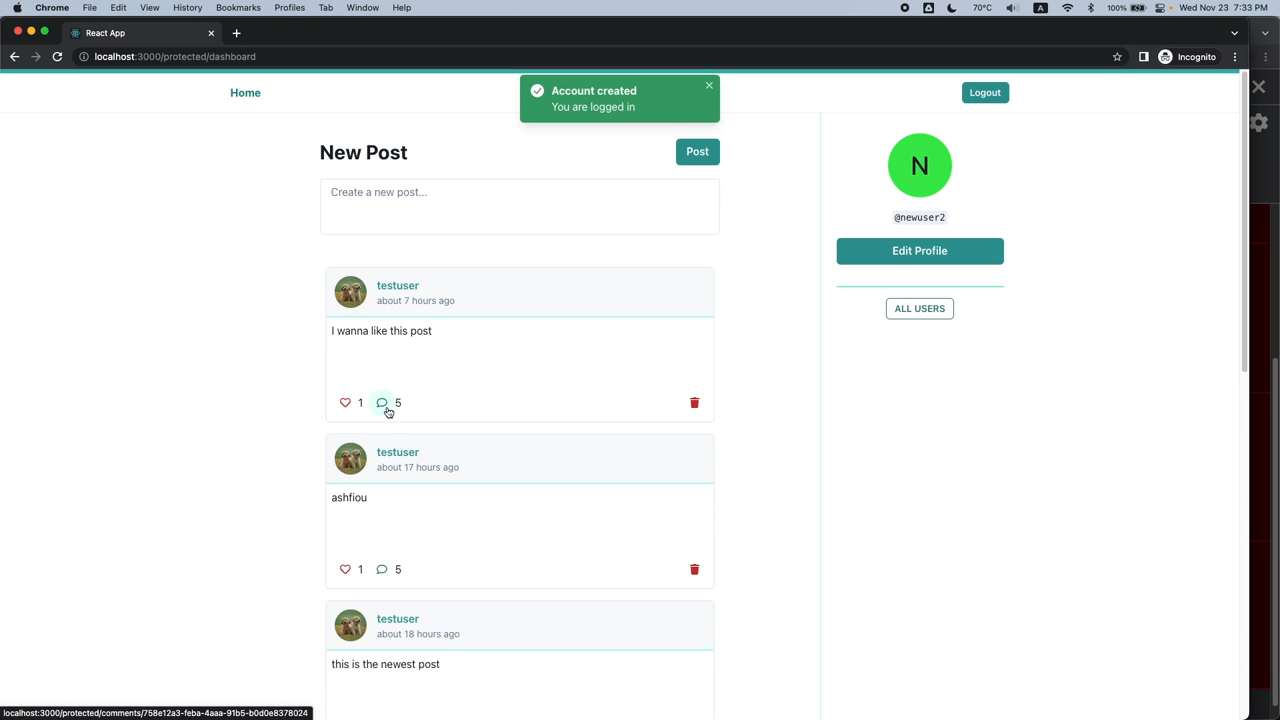 Chrome File Edit View History Bookmarks Profiles Tab Window Help 70°C A 100% Wed Nov 23 7:33 PM
React App
localhost:3000/protected/dashboard Incognito
Home
Account created
You are logged in
Logout
New Post
Post
Create a new post...
N
@newuser2
Edit Profile
ALL USERS
testuser
about 7 hours ago
I wanna like this post
1 5
testuser
about 17 hours ago
ashfiou
1 5
testuser
about 18 hours ago
this is the newest post
localhost:3000/protected/comments/758e12a3-feba-4aaa-91b5-b0d0e8378024